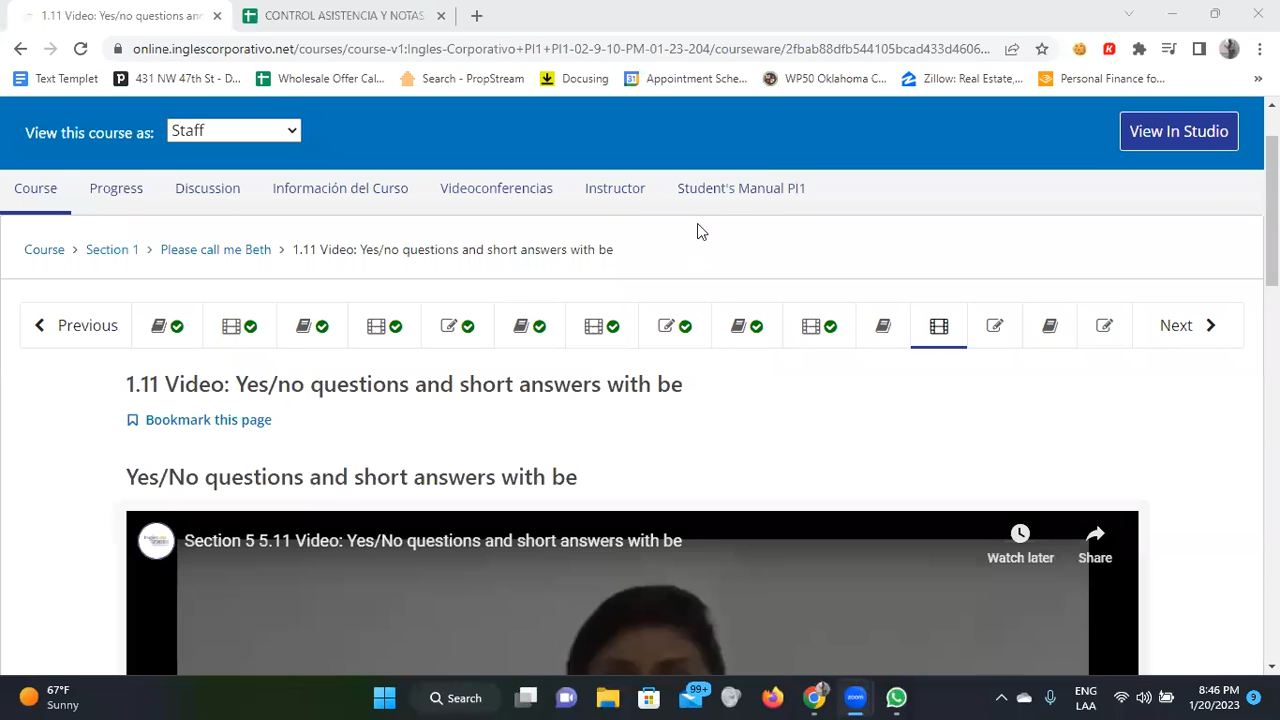 1.11 Video: Yes/no questions and
CONTROL ASISTENCIA Y NOTAS
online.inglescorporativo.net/courses/course-v1:Ingles-Corporativo+PI1+PI1-02-9-10-PM-01-23-204/courseware/2fbab88dfb544105bcad433d4606...
Text Templet
431 NW 47th St - D...
Wholesale Offer Cal...
Search - PropStream
Docusing
Appointment Sche...
WP50 Oklahoma C...
Zillow: Real Estate,...
Personal Finance fo...
»
View this course as:
Staff
View In Studio
Course
Progress
Discussion
Información del Curso
Videoconferencias
Instructor
Student's Manual PI1
Course > Section 1 > Please call me Beth > 1.11 Video: Yes/no questions and short answers with be
Previous
Next
1.11 Video: Yes/no questions and short answers with be
Bookmark this page
Yes/No questions and short answers with be
Section 5 5.11 Video: Yes/No questions and short answers with be
Watch later
Share
67°F
Sunny
Search
99+
zoom
ENG
LAA
8:46 PM
1/20/2023
9